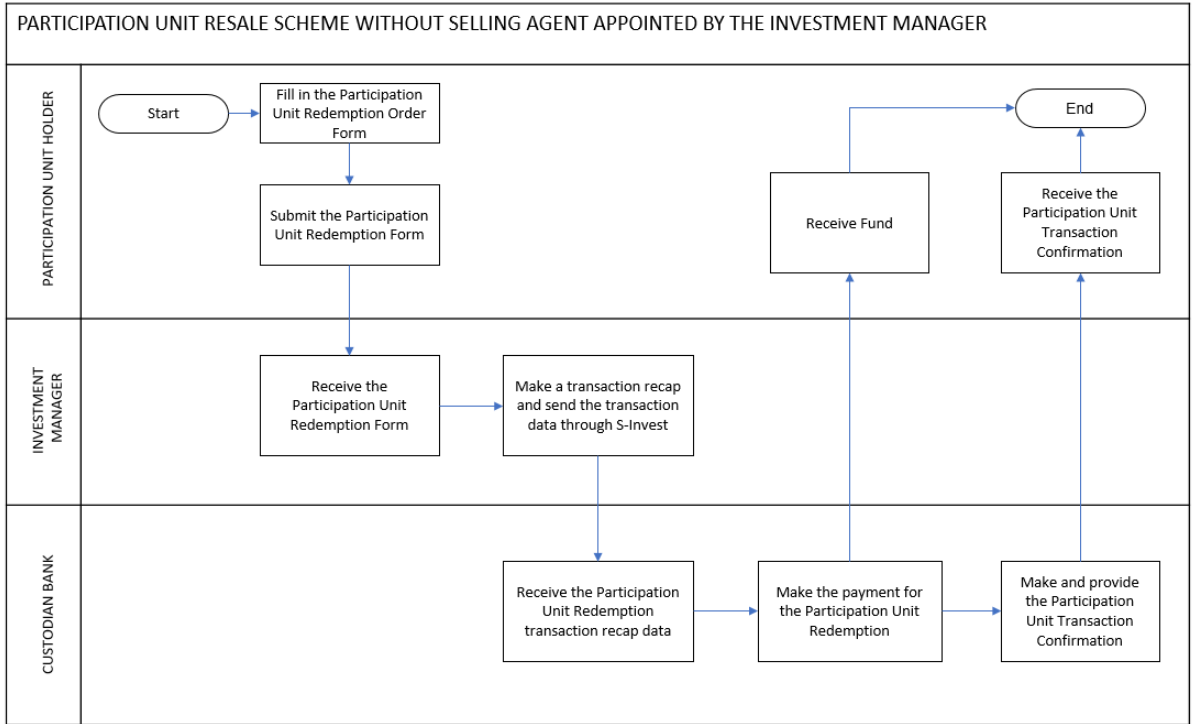 PARTICIPATION UNIT RESALE SCHEME WITHOUT SELLING AGENT APPOINTED BY THE INVESTMENT MANAGER
PARTICIPATION UNIT HOLDER
Start
Fill in the Participation
Unit Redemption Order
Form
End
Submit the Participation
Unit Redemption Form
Receive Fund
Receive the
Participation Unit
Transaction
Confirmation
INVESTMENT
MANAGER
Receive the
Participation Unit
Redemption Form
Make a transaction recap
and send the transaction
data through S-Invest
CUSTODIAN BANK
Receive the Participation
Unit Redemption
transaction recap data
Make the payment for
the Participation Unit
Redemption
Make and provide
the Participation
Unit Transaction
Confirmation